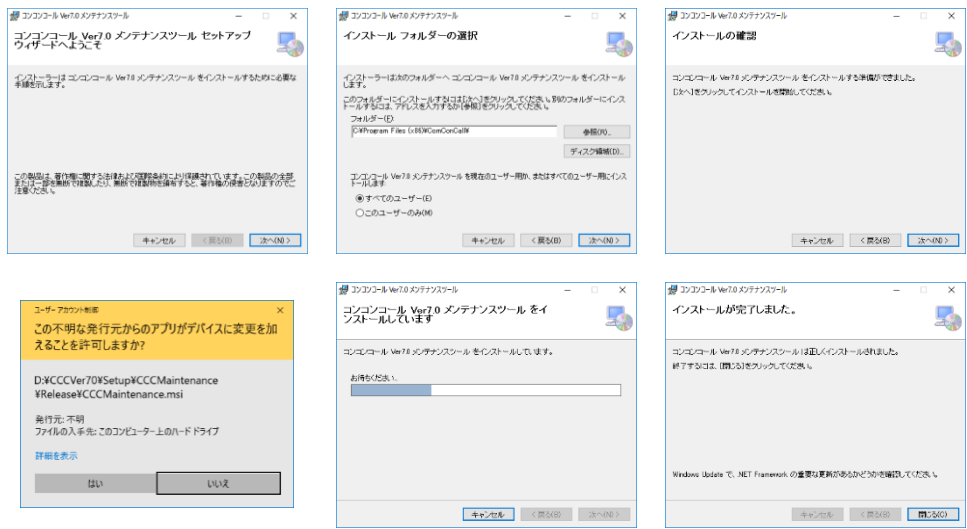 コンコンコール Ver7.0 メンテナンスツール
コンコンコール Ver7.0 メンテナンスツール セットアップ
ウィザードへようこそ
インストーラーは コンコンコール Ver7.0 メンテナンスツール をインストールするために必要な
手順を示します。
この製品は、著作権に関する法律および国際条約により保護されています。この製品の全部
または一部を無断で複製したり、無断で複製物を頒布すると、著作権の侵害となりますのでご
注意ください。
キャンセル
< 戻る(B)
次へ(N) >
コンコンコール Ver7.0 メンテナンスツール
インストール フォルダーの選択
インストーラーは次のフォルダーへ コンコンコール Ver7.0 メンテナンスツール をインストール
します。
このフォルダーにインストールするには[次へ]をクリックしてください。別のフォルダーにインス
トールするには、アドレスを入力するか[参照]をクリックしてください。
フォルダー(F):
C:¥Program Files (x86)¥ComConCall¥
参照(R)...
ディスク領域(D)...
コンコンコール Ver7.0 メンテナンスツール を現在のユーザー用か、またはすべてのユーザー用にインス
トールします:
すべてのユーザー(E)
このユーザーのみ(M)
キャンセル
< 戻る(B)
次へ(N) >
コンコンコール Ver7.0 メンテナンスツール
インストールの確認
コンコンコール Ver7.0 メンテナンスツール をインストールする準備ができました。
[次へ]をクリックしてインストールを開始してください。
キャンセル
< 戻る(B)
次へ(N) >
ユーザー アカウント制御
この不明な発行元からのアプリがデバイスに変更を加
えることを許可しますか?
D:¥CCCVer70¥Setup¥CCCMaintenance
¥Release¥CCCMaintenance.msi
発行元: 不明
ファイルの入手先: このコンピューター上のハード ドライブ
詳細を表示
はい
いいえ
コンコンコール Ver7.0 メンテナンスツール
コンコンコール Ver7.0 メンテナンスツール をイ
ンストールしています
コンコンコール Ver7.0 メンテナンスツール をインストールしています。
お待ちください...
キャンセル
< 戻る(B)
次へ(N) >
コンコンコール Ver7.0 メンテナンスツール
インストールが完了しました。
コンコンコール Ver7.0 メンテナンスツール は正しくインストールされました。
終了するには、[閉じる]をクリックしてください。
Windows Update で、.NET Framework の重要な更新があるかどうかを確認してください。
キャンセル
< 戻る(B)
閉じる(C)